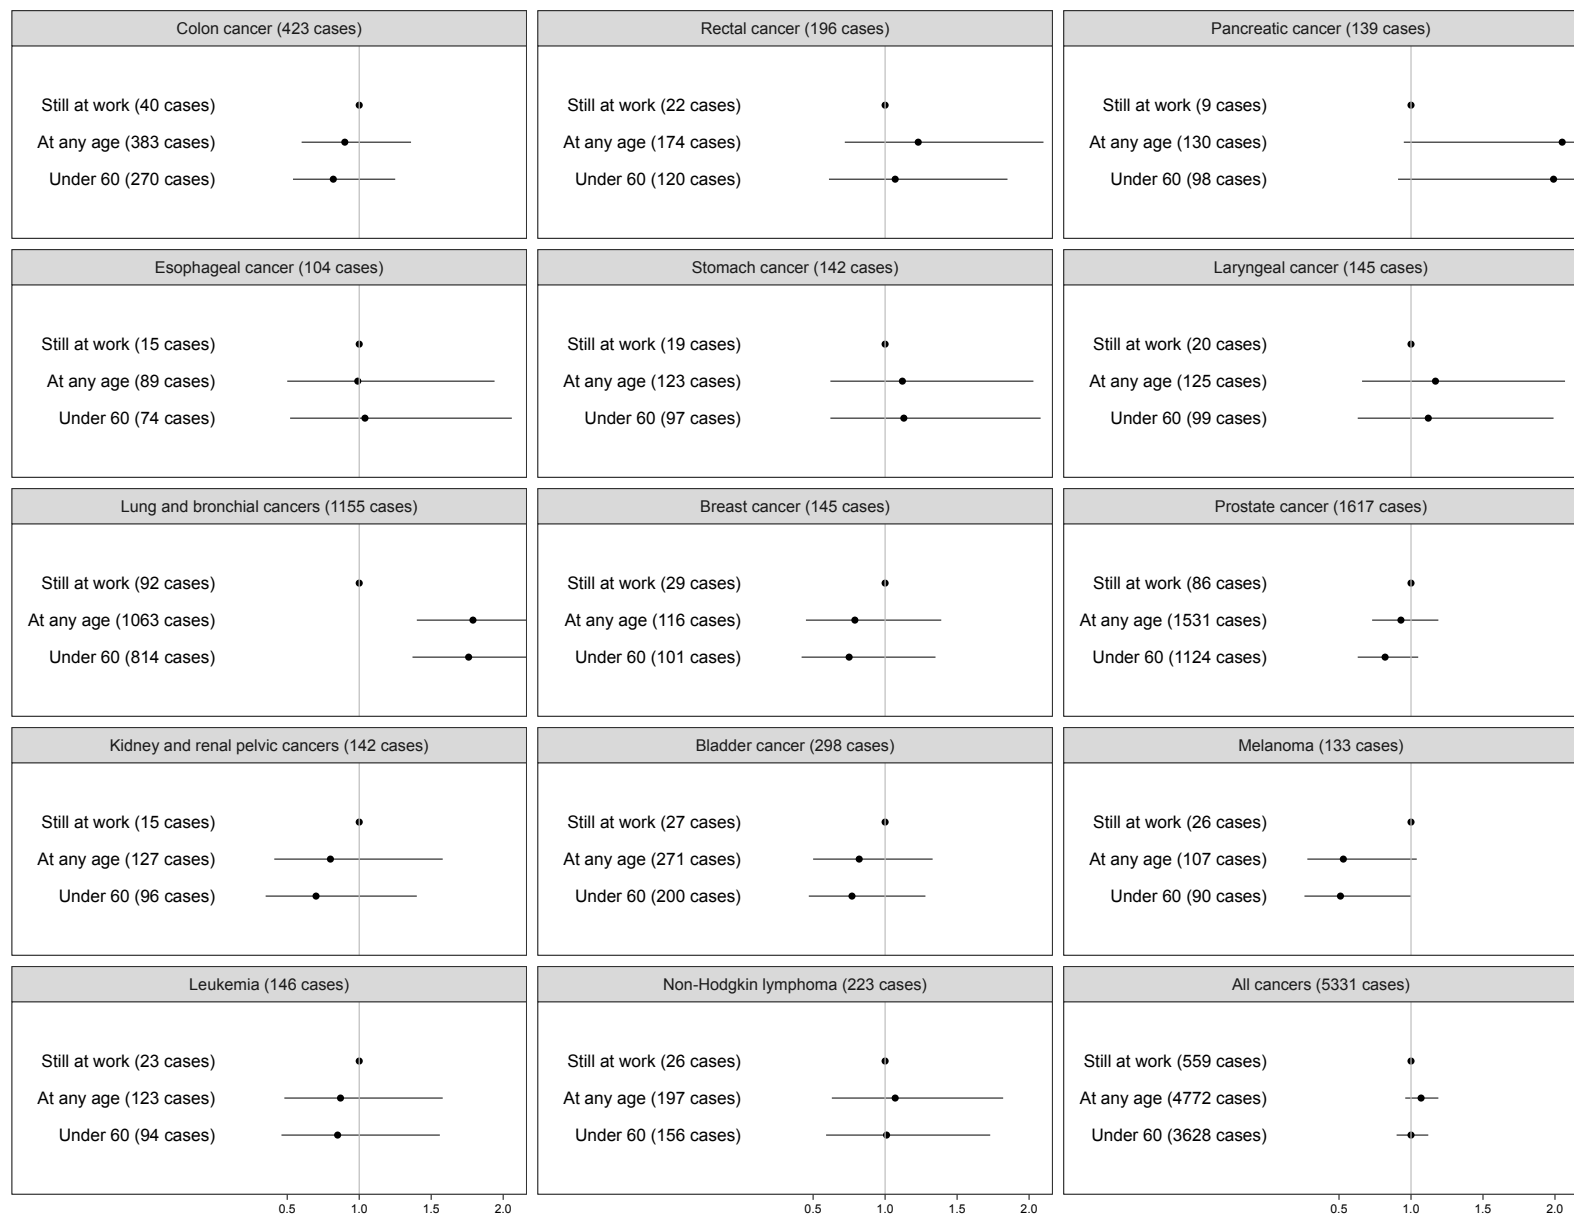 Colon cancer (423 cases)
Still at work (40 cases)
At any age (383 cases)
Under 60 (270 cases)
Rectal cancer (196 cases)
Still at work (22 cases)
At any age (174 cases)
Under 60 (120 cases)
Pancreatic cancer (139 cases)
Still at work (9 cases)
At any age (130 cases)
Under 60 (98 cases)
Esophageal cancer (104 cases)
Still at work (15 cases)
At any age (89 cases)
Under 60 (74 cases)
Stomach cancer (142 cases)
Still at work (19 cases)
At any age (123 cases)
Under 60 (97 cases)
Laryngeal cancer (145 cases)
Still at work (20 cases)
At any age (125 cases)
Under 60 (99 cases)
Lung and bronchial cancers (1155 cases)
Still at work (92 cases)
At any age (1063 cases)
Under 60 (814 cases)
Breast cancer (145 cases)
Still at work (29 cases)
At any age (116 cases)
Under 60 (101 cases)
Prostate cancer (1617 cases)
Still at work (86 cases)
At any age (1531 cases)
Under 60 (1124 cases)
Kidney and renal pelvic cancers (142 cases)
Still at work (15 cases)
At any age (127 cases)
Under 60 (96 cases)
Bladder cancer (298 cases)
Still at work (27 cases)
At any age (271 cases)
Under 60 (200 cases)
Melanoma (133 cases)
Still at work (26 cases)
At any age (107 cases)
Under 60 (90 cases)
Leukemia (146 cases)
Still at work (23 cases)
At any age (123 cases)
Under 60 (94 cases)
Non-Hodgkin lymphoma (223 cases)
Still at work (26 cases)
At any age (197 cases)
Under 60 (156 cases)
All cancers (5331 cases)
Still at work (559 cases)
At any age (4772 cases)
Under 60 (3628 cases)
0.5 1.0 1.5 2.0
0.5 1.0 1.5 2.0
0.5 1.0 1.5 2.0